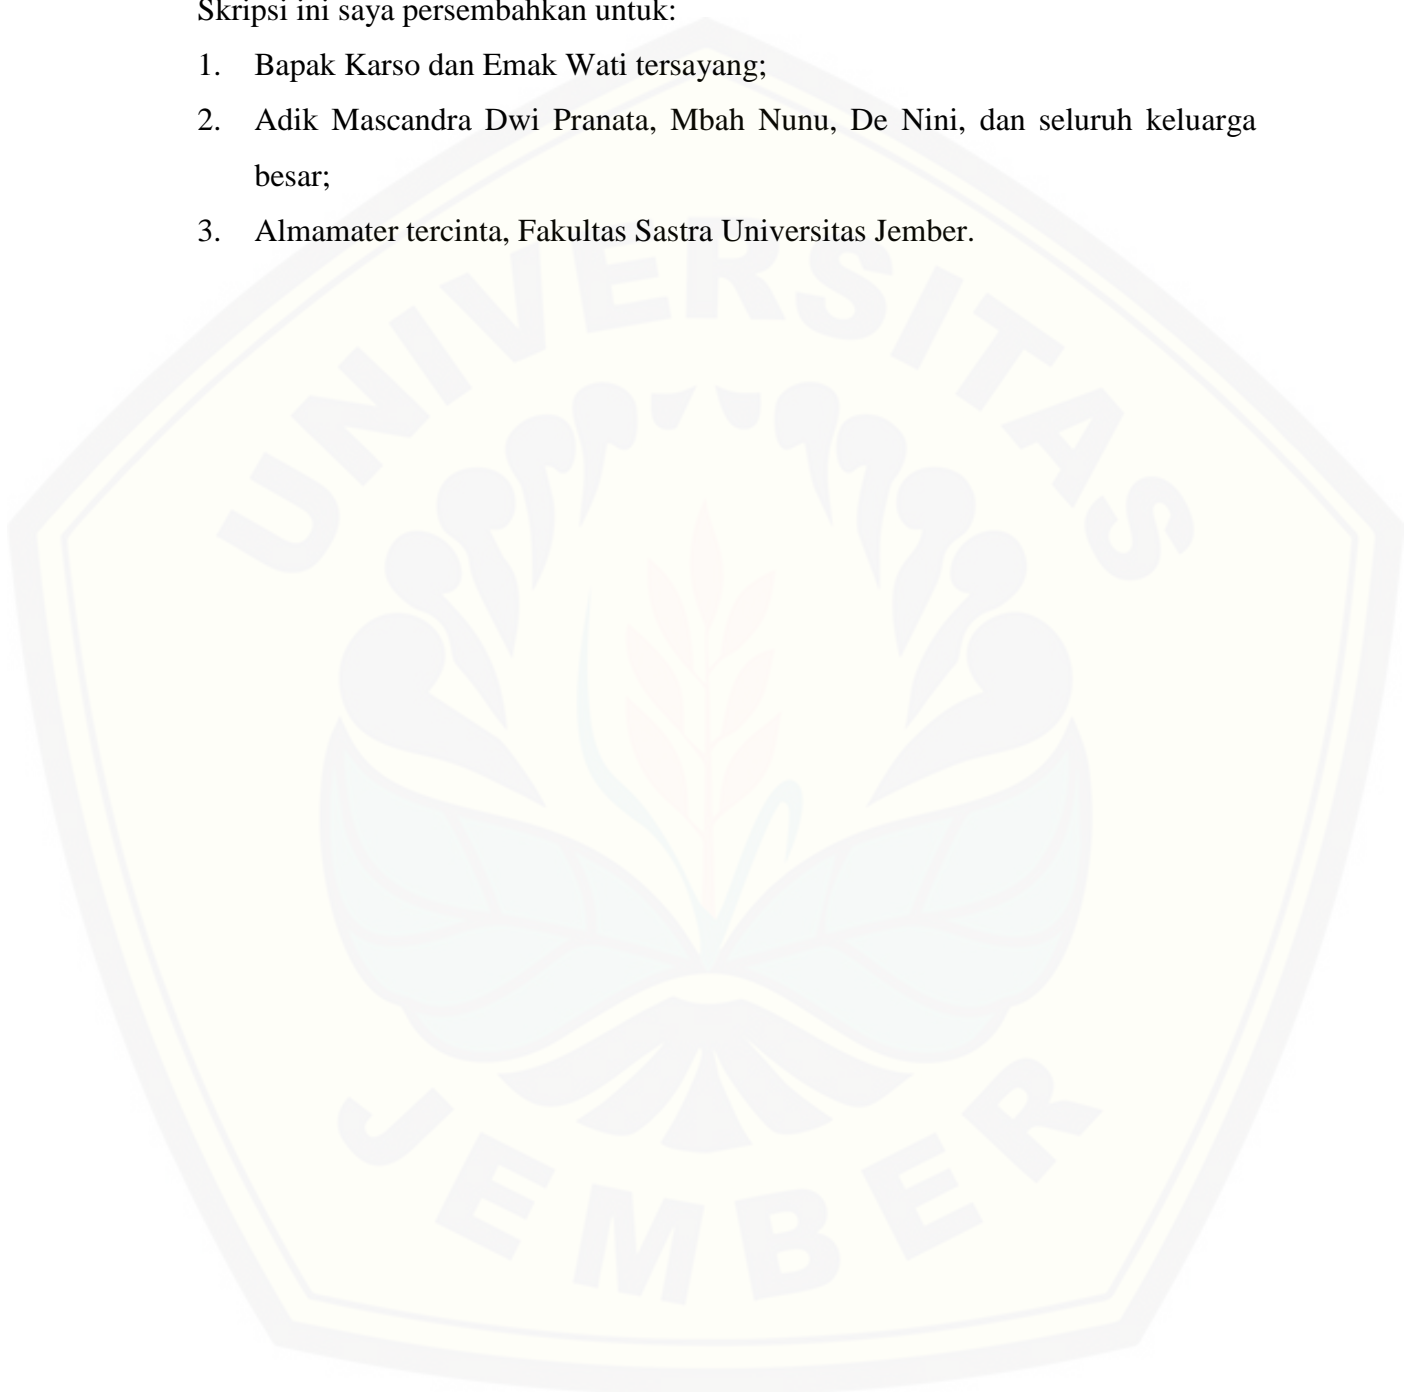 Skripsi ini saya persembahkan untuk:
1. Bapak Karso dan Emak Wati tersayang;
2. Adik Mascandra Dwi Pranata, Mbah Nunu, De Nini, dan seluruh keluarga
besar;
3. Almamater tercinta, Fakultas Sastra Universitas Jember.
UNIVERSITAS
JEMBER